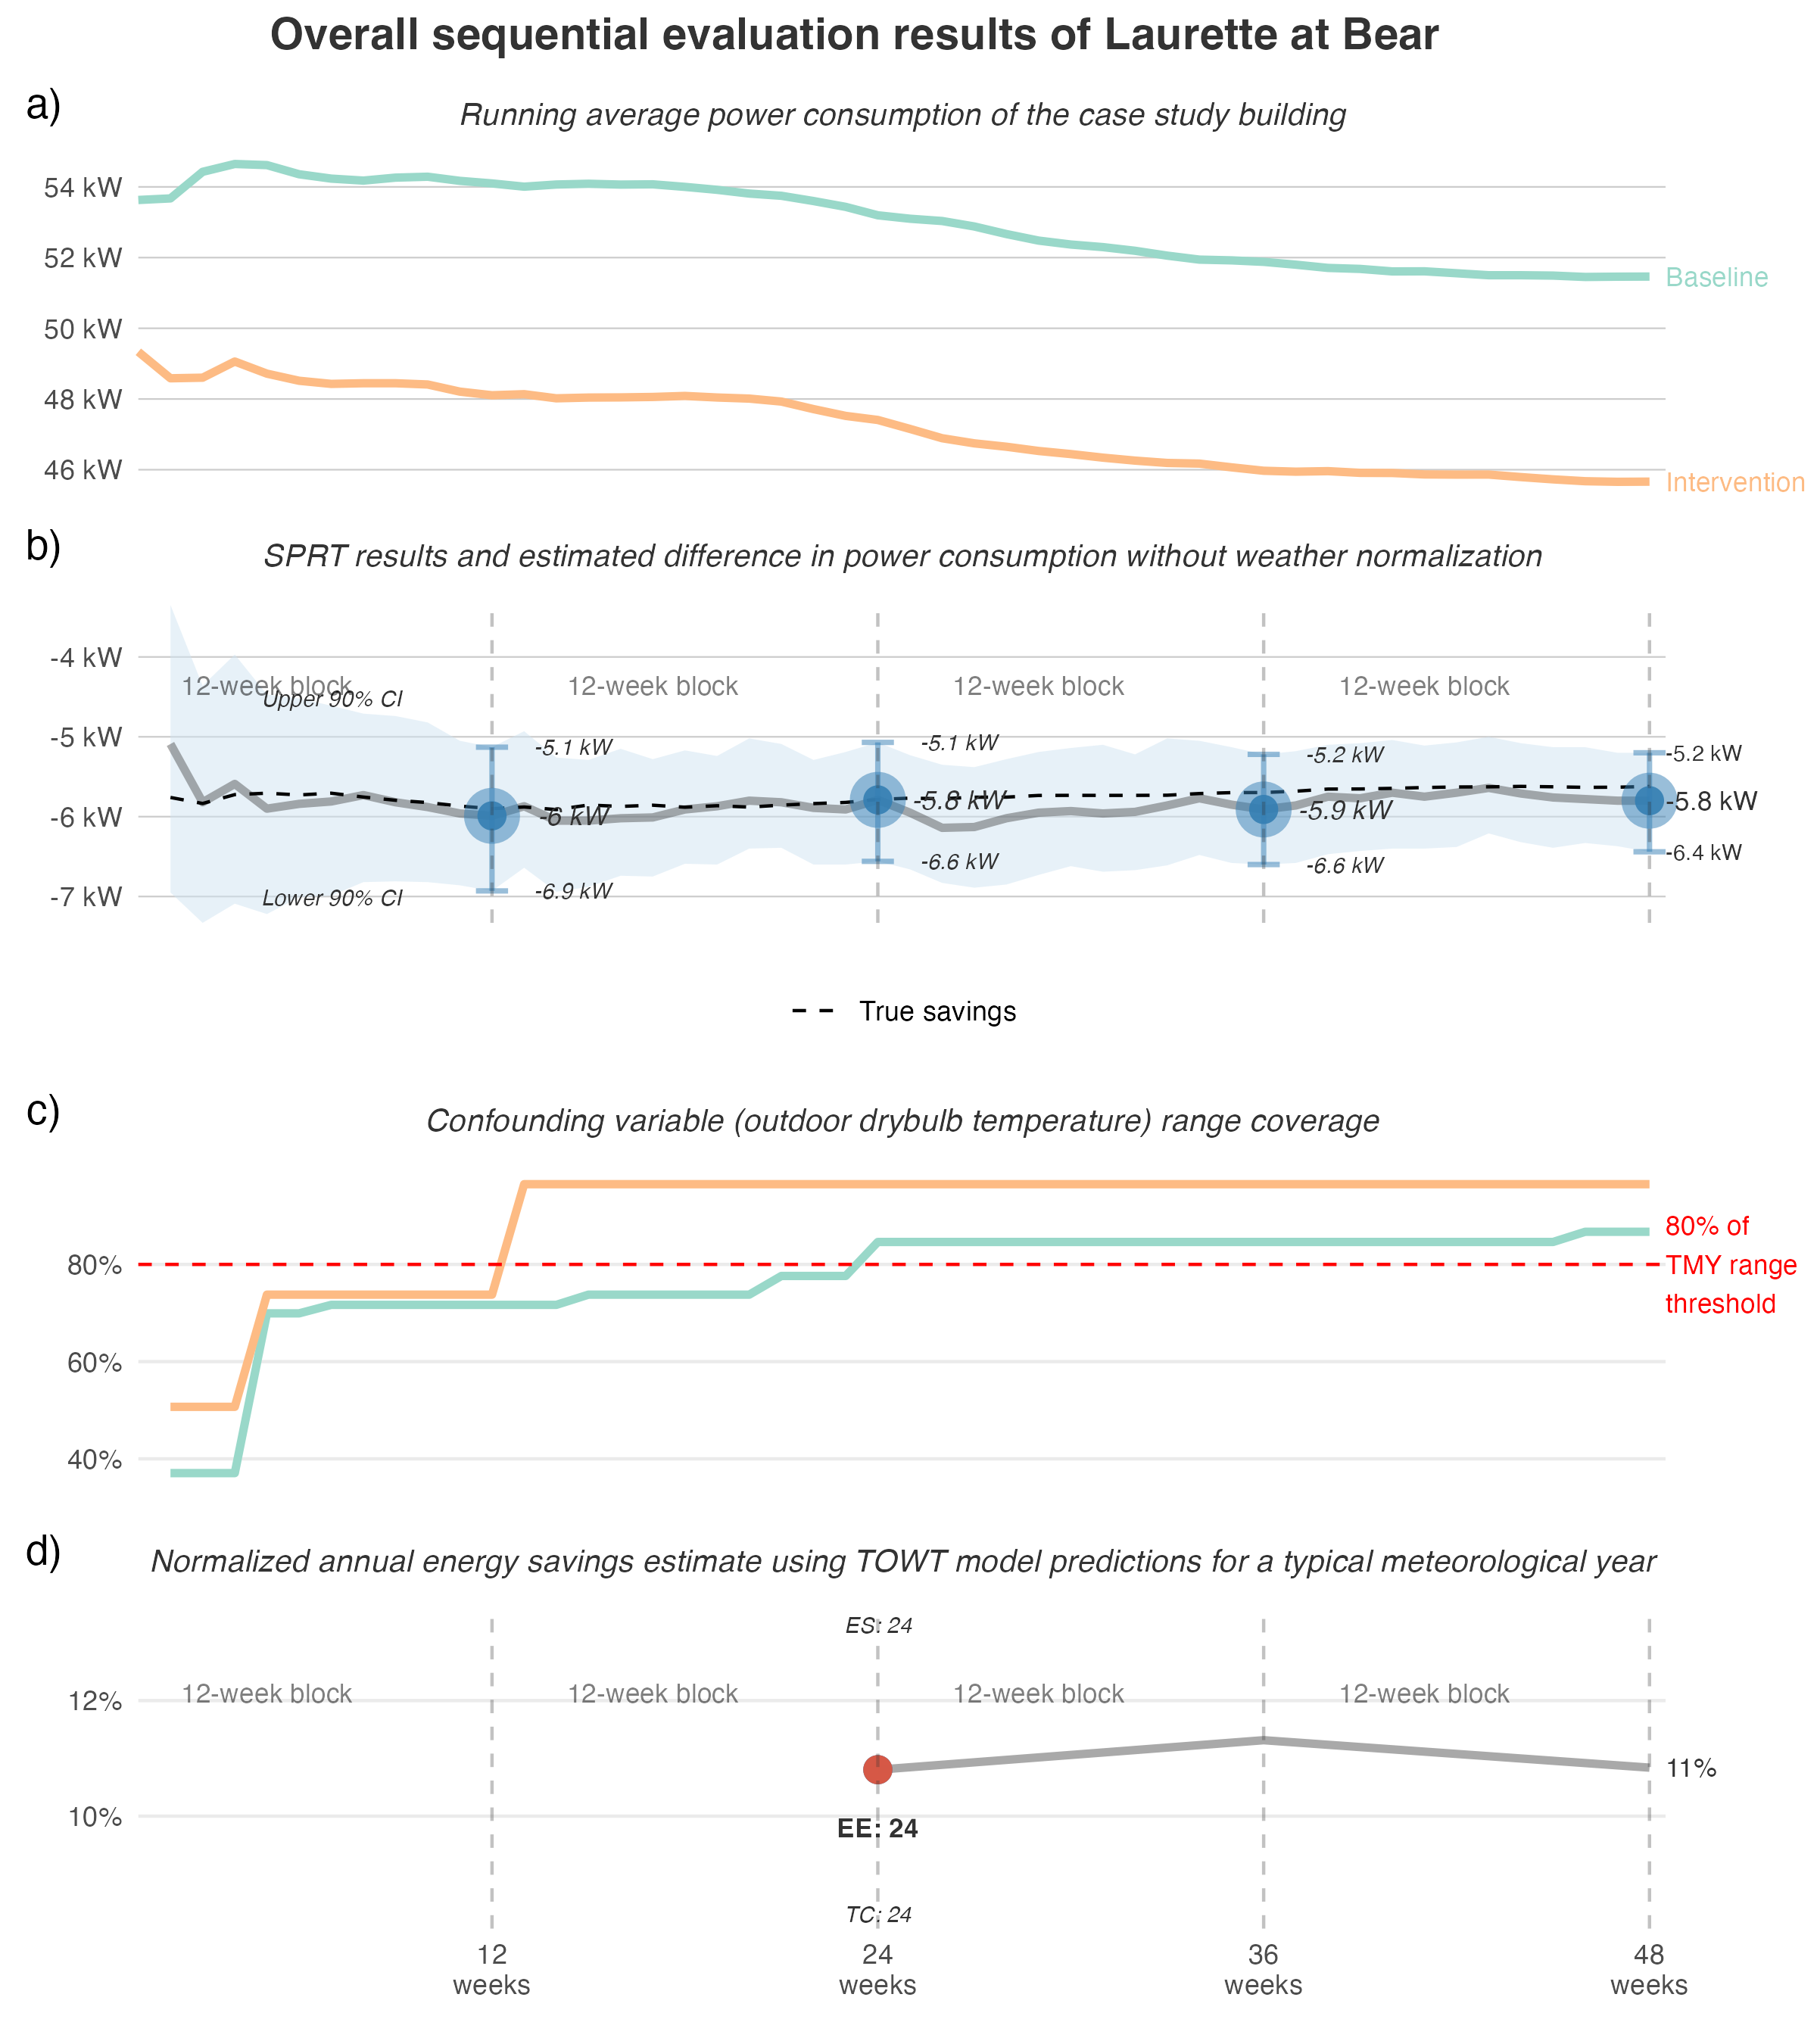 Overall sequential evaluation results of Laurette at Bear
a)
Running average power consumption of the case study building
54 kW
52 kW
50 kW
48 kW
46 kW
Baseline
Intervention
b)
SPRT results and estimated difference in power consumption without weather normalization
-4 kW
-5 kW
-6 kW
-7 kW
12-week block
12-week block
12-week block
12-week block
Upper 90% CI
Lower 90% CI
-5.1 kW
-6 kW
-6.9 kW
-5.1 kW
-5.8 kW
-6.6 kW
-5.2 kW
-5.9 kW
-6.6 kW
-5.2 kW
-5.8 kW
-6.4 kW
True savings
c)
Confounding variable (outdoor drybulb temperature) range coverage
80%
60%
40%
80% of
TMY range
threshold
d)
Normalized annual energy savings estimate using TOWT model predictions for a typical meteorological year
ES: 24
12-week block
12-week block
12-week block
12-week block
12%
10%
11%
EE: 24
TC: 24
12
weeks
24
weeks
36
weeks
48
weeks